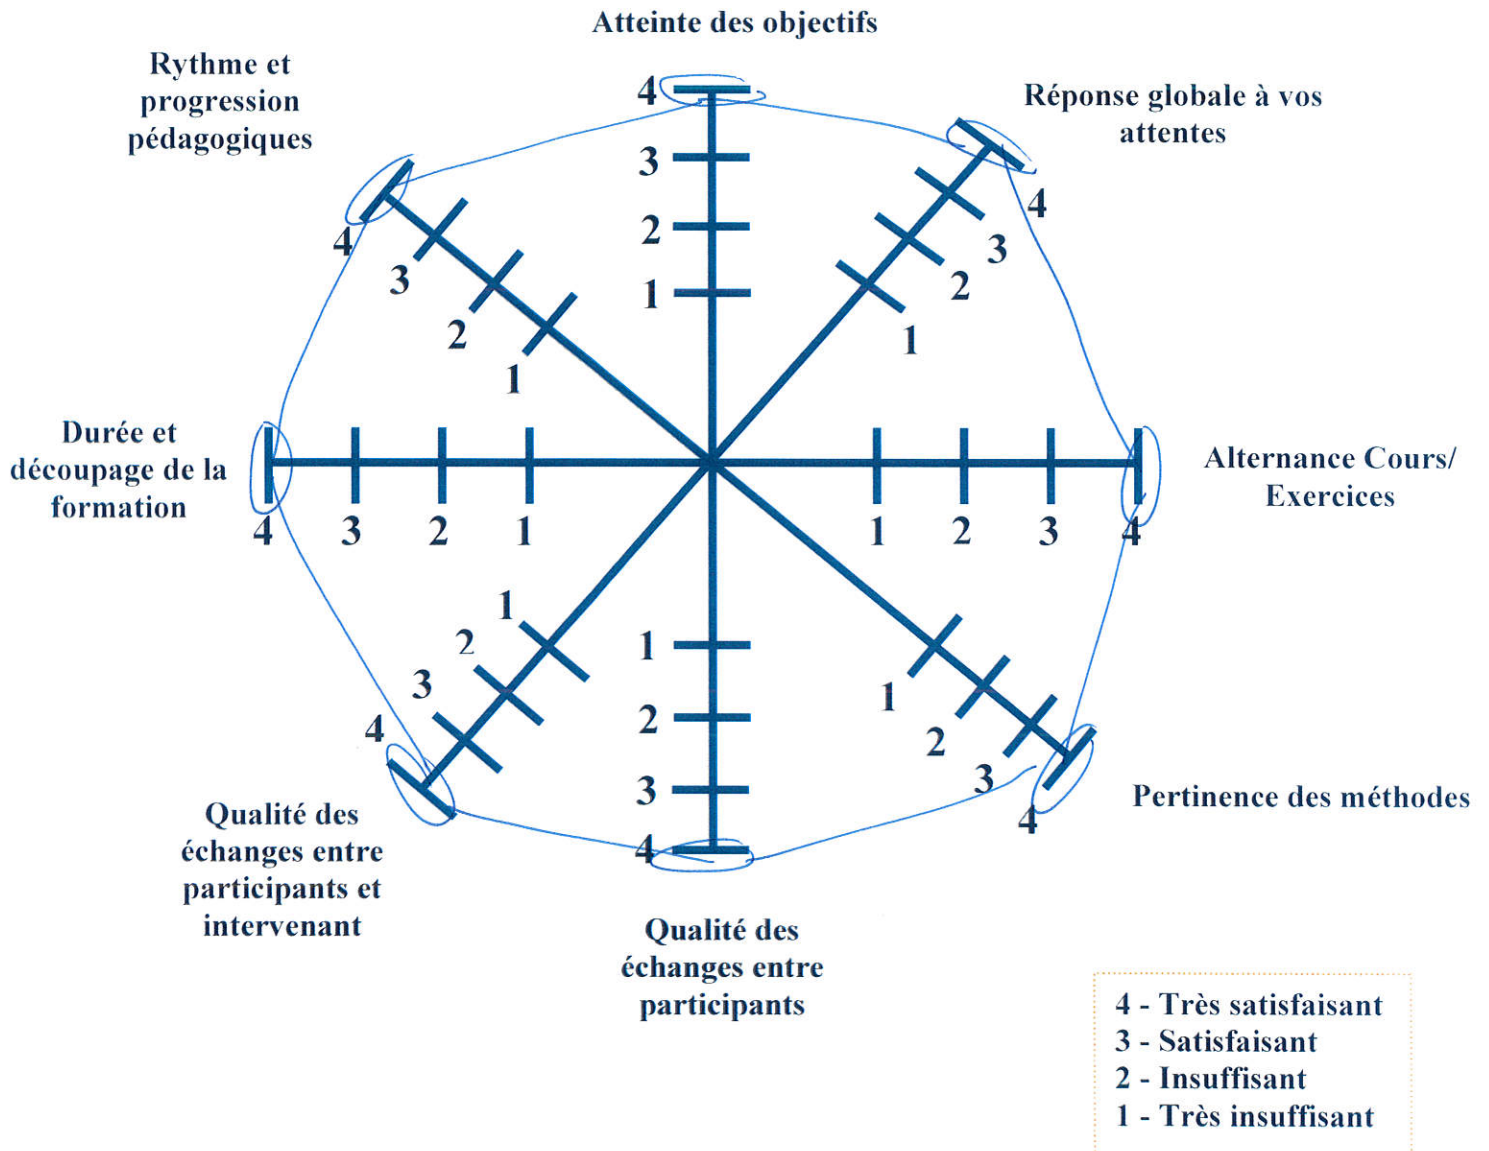 Atteinte des objectifs
Rythme et
progression
pédagogiques
Réponse globale à vos
attentes
4
3
2
1
4
3
2
1
4
3
2
1
Durée et
découpage de la
formation
4
3
2
1
1
2
3
4
Alternance Cours/
Exercices
1
2
3
4
1
2
3
4
1
2
3
4
Pertinence des méthodes
Qualité des
échanges entre
participants et
intervenant
Qualité des
échanges entre
participants
4 - Très satisfaisant
3 - Satisfaisant
2 - Insuffisant
1 - Très insuffisant